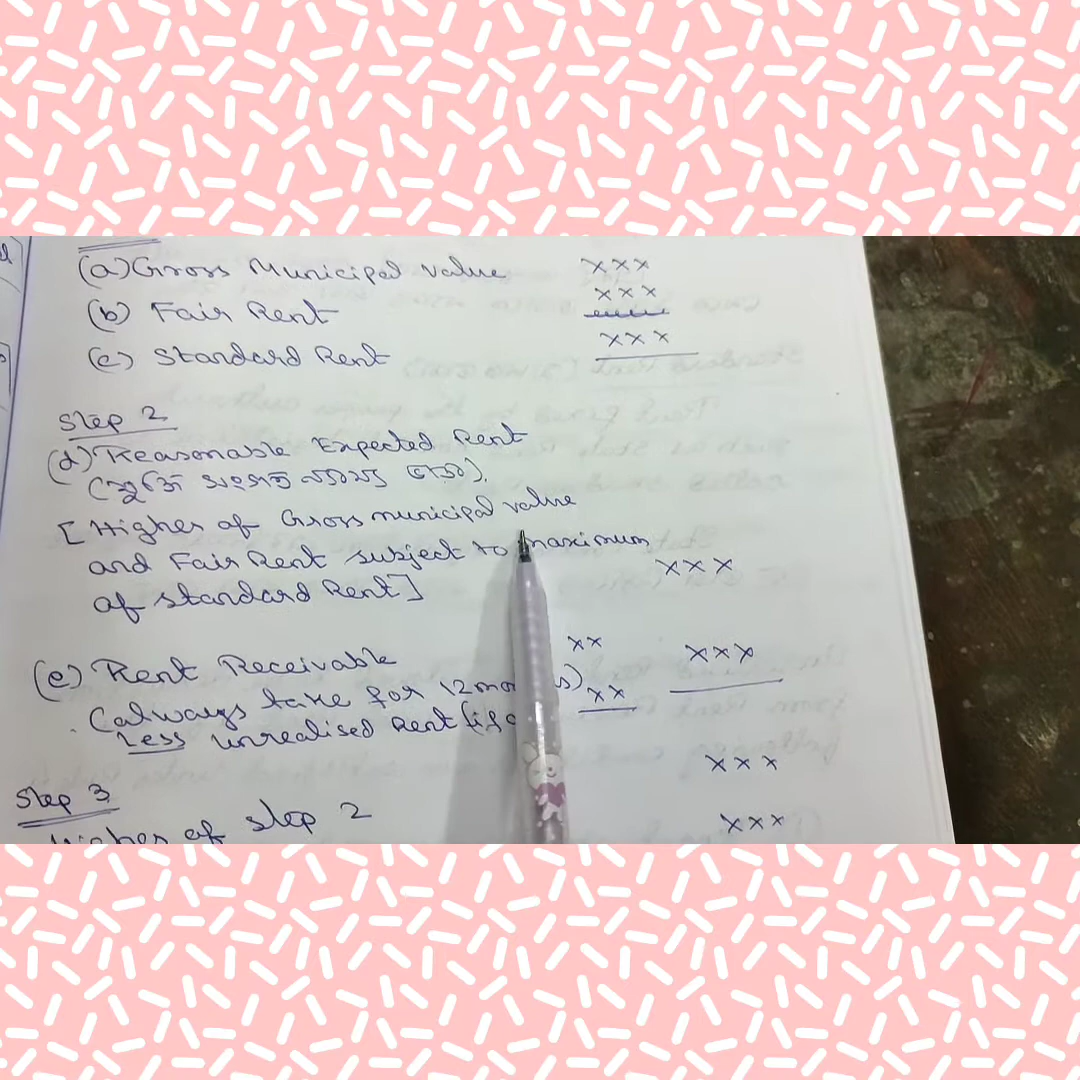 (a) Gross Municipal value xxx
(b) Fair Rent xxx
(c) Standard Rent xxx
Step 2
(d) Reasonable Expected Rent
[Higher of Gross municipal value
and Fair Rent subject to maximum
of standard Rent] xxx
(e) Rent Receivable xx xxx
(always take for 12 xx
Less unrealised Rent
xxx
Step 3
Higher of step 2 xxx